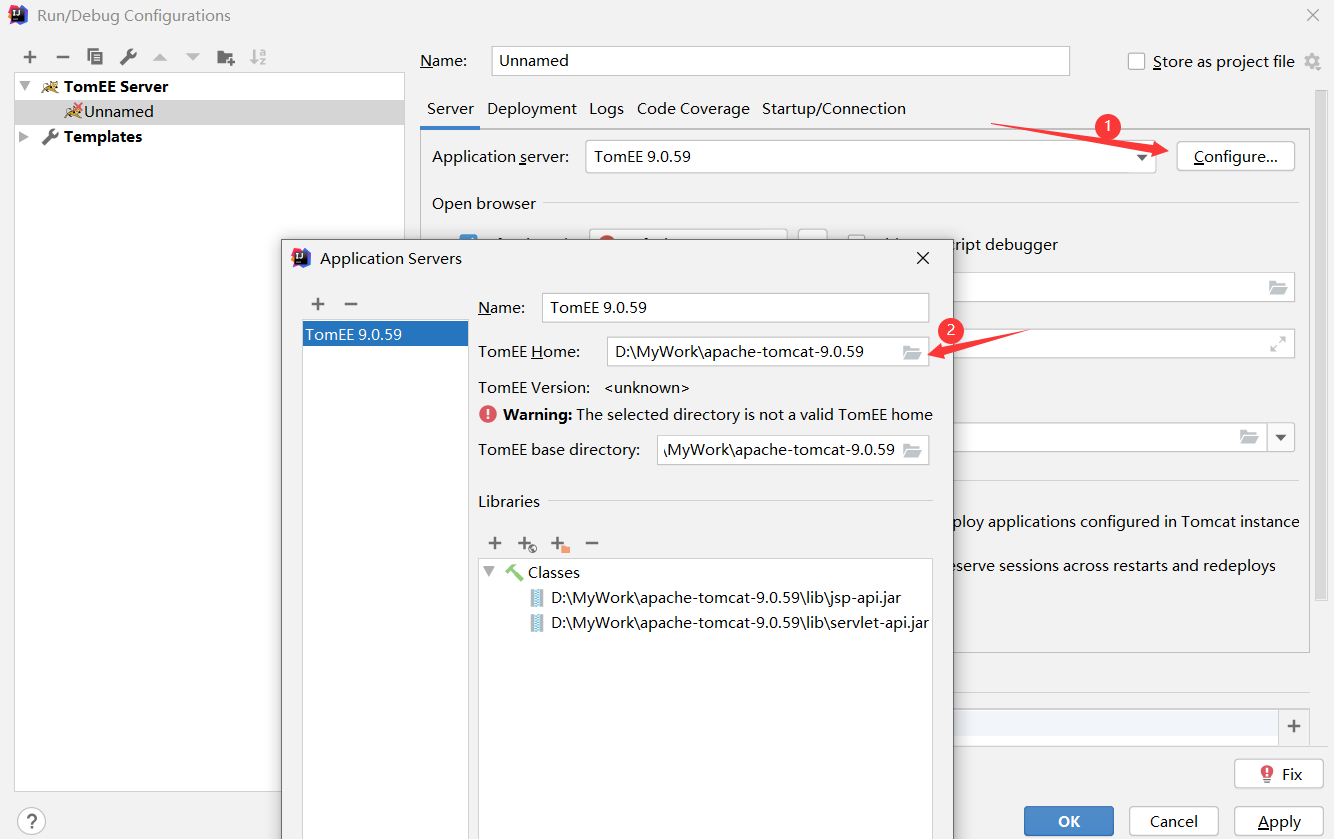 Run/Debug Configurations
TomEE Server
Unnamed
Templates
Name: Unnamed
Store as project file
Server Deployment Logs Code Coverage Startup/Connection
1
Application server: TomEE 9.0.59 Configure...
Open browser
ript debugger
Application Servers
TomEE 9.0.59
Name: TomEE 9.0.59
2
TomEE Home: D:\MyWork\apache-tomcat-9.0.59
TomEE Version: <unknown>
Warning: The selected directory is not a valid TomEE home
TomEE base directory: \MyWork\apache-tomcat-9.0.59
Libraries
Classes
D:\MyWork\apache-tomcat-9.0.59\lib\jsp-api.jar
D:\MyWork\apache-tomcat-9.0.59\lib\servlet-api.jar
ploy applications configured in Tomcat instance
eserve sessions across restarts and redeploys
Fix
?
OK Cancel Apply